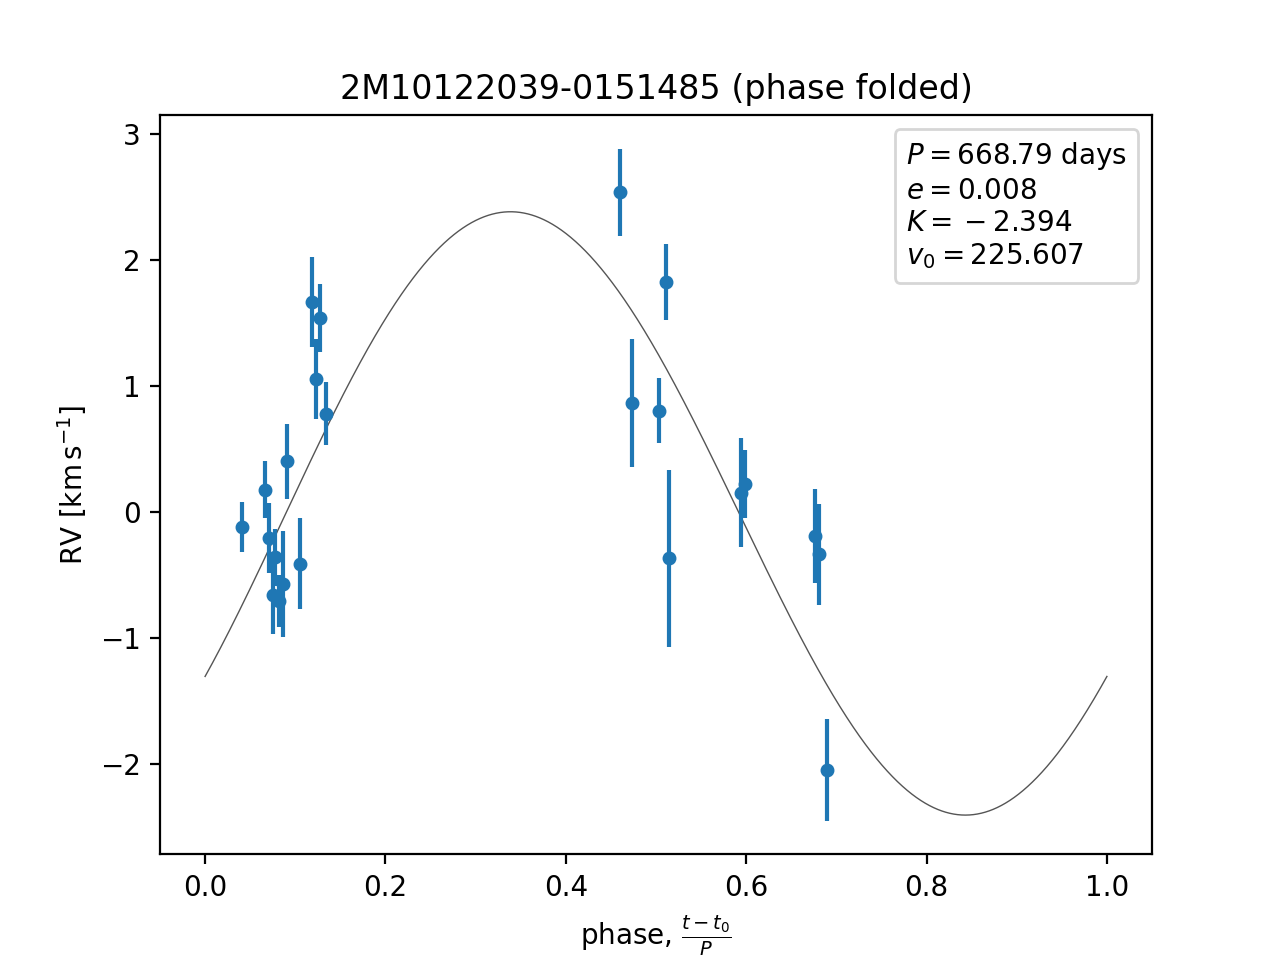 2M10122039-0151485 (phase folded)
P = 668.79 days
e = 0.008
K = −2.394
v₀ = 225.607
3
2
1
0
−1
−2
RV [km s⁻¹]
0.0 0.2 0.4 0.6 0.8 1.0
phase, (t − t₀)/P